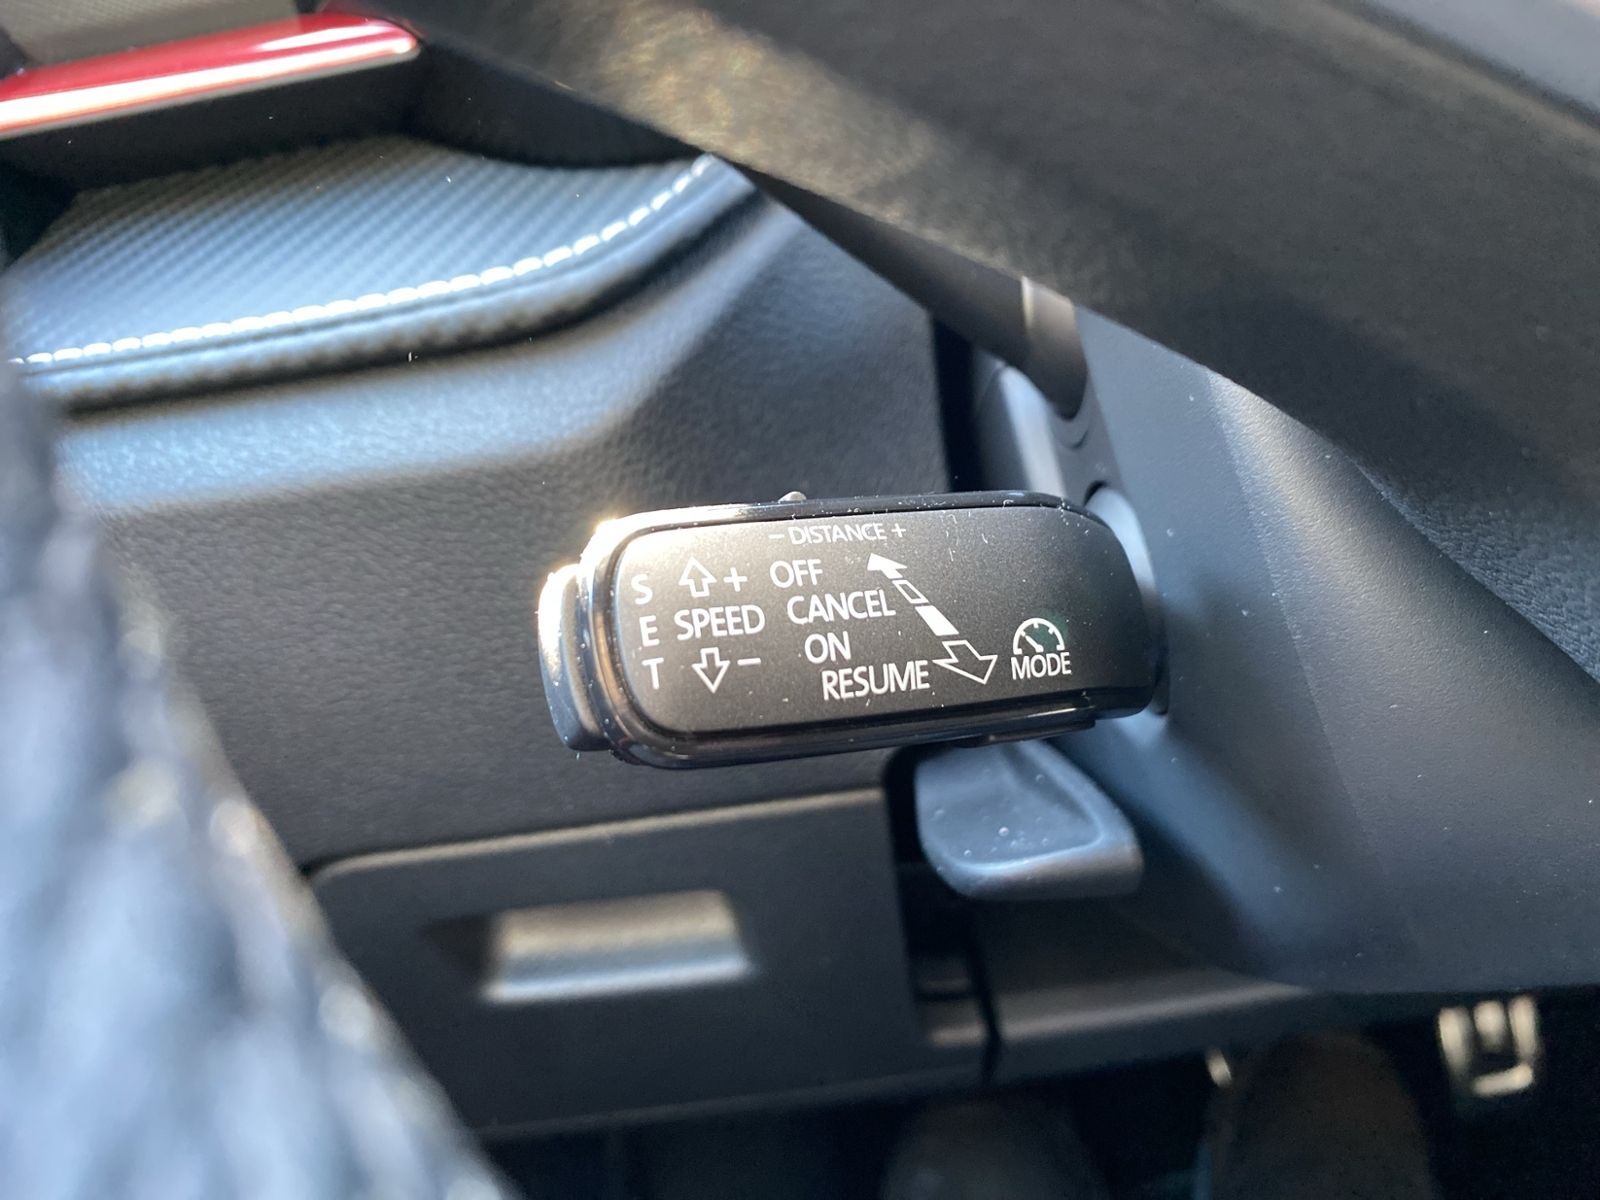 - DISTANCE +
S + OFF
E SPEED CANCEL
T - ON
RESUME
MODE